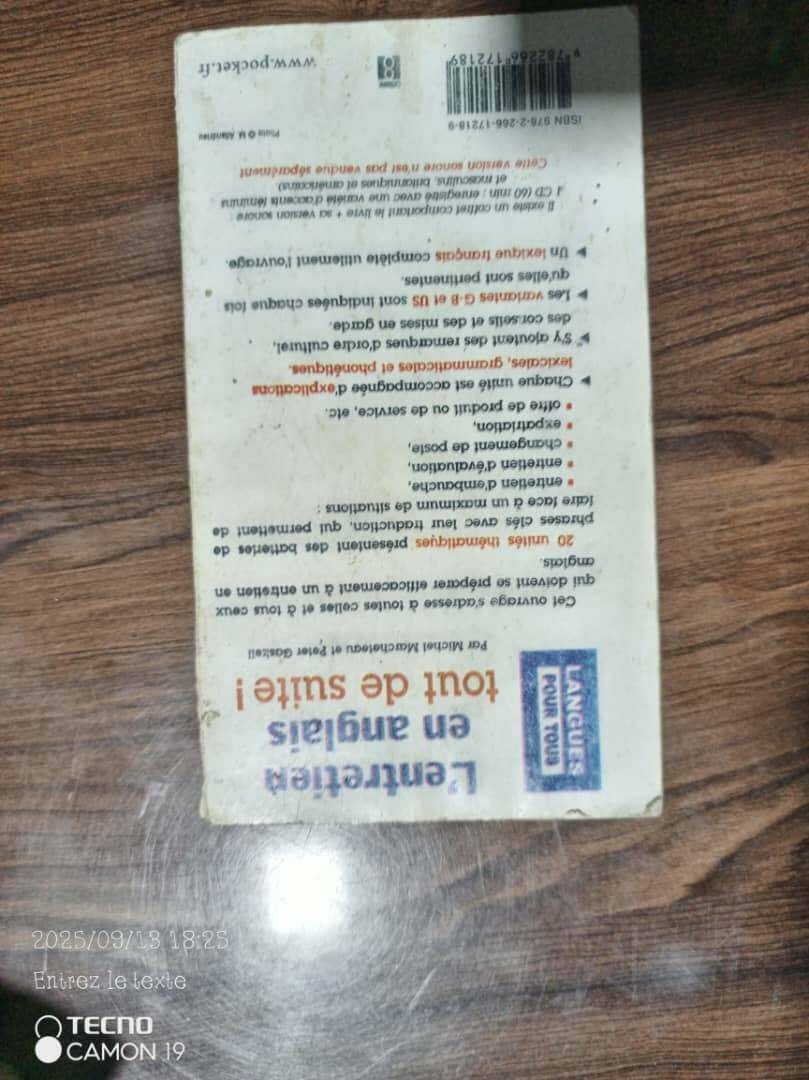 LANGUES
POUR TOUS
L'entretien
en anglais
tout de suite !
Par Michel Marcheteau et Peter Gaskell
Cet ouvrage s'adresse à toutes celles et à tous ceux
qui doivent se préparer efficacement à un entretien en
anglais.
20 unités thématiques présentent des batteries de
phrases clés avec leur traduction, qui permettent de
faire face à un maximum de situations :
• entretien d'embauche,
• entretien d'évaluation,
• changement de poste,
• expatriation,
• offre de produit ou de service, etc.
► Chaque unité est accompagnée d'explications
lexicales, grammaticales et phonétiques.
► S'y ajoutent des remarques d'ordre culturel,
des conseils et des mises en garde.
► Les variantes G-B et US sont indiquées chaque fois
qu'elles sont pertinentes.
► Un lexique français complète utilement l'ouvrage.
Il existe un coffret comportant le livre + sa version sonore :
1 CD (60 min : enregistré avec une variété d'accents féminins
et masculins, britanniques et américains)
Cette version sonore n'est pas vendue séparément
Photo © M
ISBN 978-2-266-17218-9
9 782266 172189
www.pocket.fr
2025/09/13 18:25
Entrez le texte
TECNO
CAMON 19